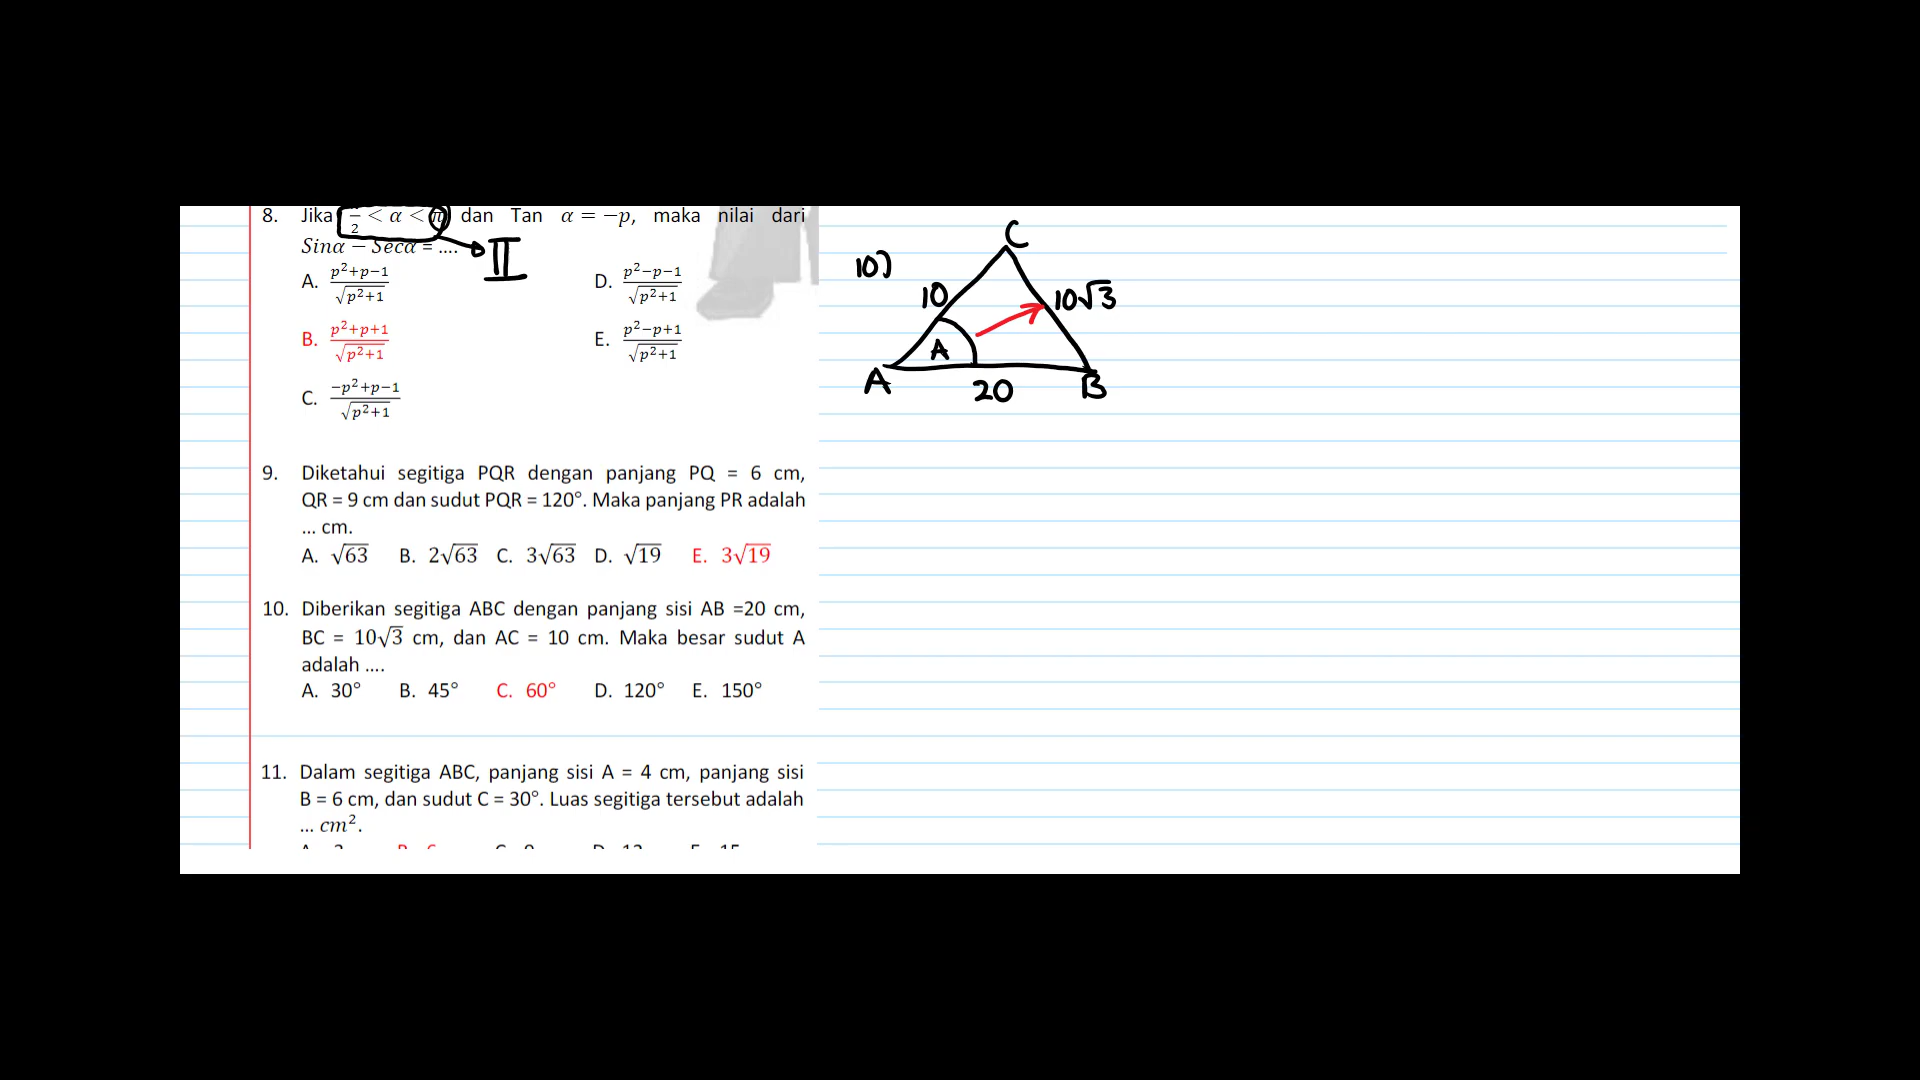 8. Jika π/2 < α < π dan Tan α = −p, maka nilai dari
Sinα − Secα = ....
II
A. (p²+p−1)/√(p²+1) D. (p²−p−1)/√(p²+1)
B. (p²+p+1)/√(p²+1) E. (p²−p+1)/√(p²+1)
C. (−p²+p−1)/√(p²+1)
9. Diketahui segitiga PQR dengan panjang PQ = 6 cm,
QR = 9 cm dan sudut PQR = 120°. Maka panjang PR adalah
... cm.
A. √63 B. 2√63 C. 3√63 D. √19 E. 3√19
10. Diberikan segitiga ABC dengan panjang sisi AB =20 cm,
BC = 10√3 cm, dan AC = 10 cm. Maka besar sudut A
adalah ....
A. 30° B. 45° C. 60° D. 120° E. 150°
11. Dalam segitiga ABC, panjang sisi A = 4 cm, panjang sisi
B = 6 cm, dan sudut C = 30°. Luas segitiga tersebut adalah
... cm².
10)
C
10
10√3
A
A
20
B